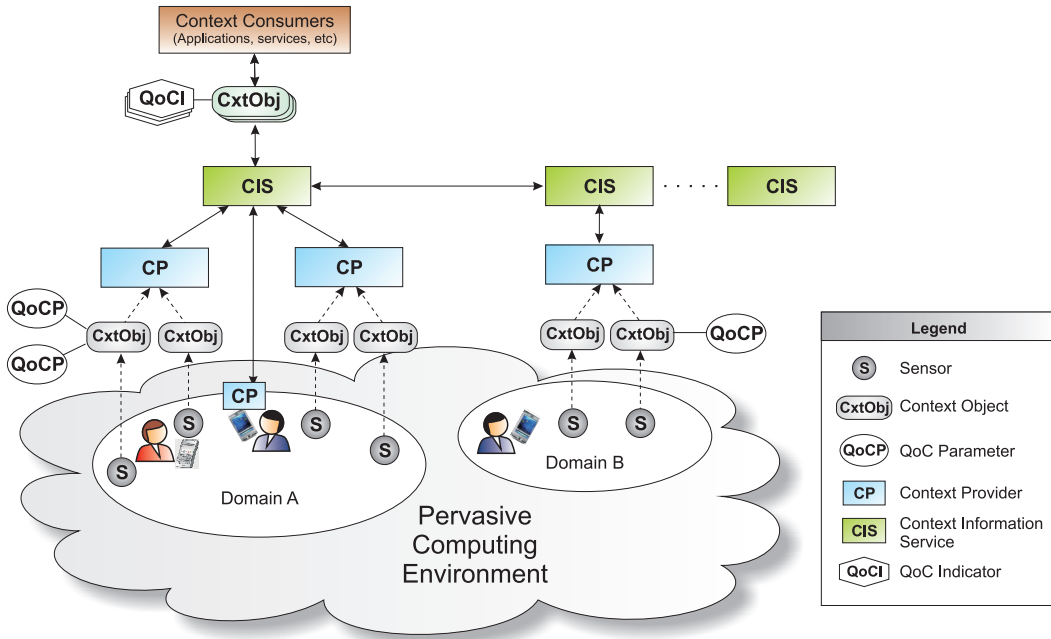 Context Consumers
(Applications, services, etc)
QoCI
CxtObj
CIS
CIS
. . . . .
CIS
CP
CP
CP
QoCP
CxtObj
CxtObj
CxtObj
CxtObj
CxtObj
CxtObj
QoCP
QoCP
CP
S
S
S
S
S
S
Domain A
Domain B
Pervasive
Computing
Environment
Legend
S Sensor
CxtObj Context Object
QoCP QoC Parameter
CP Context Provider
CIS Context Information
Service
QoCI QoC Indicator